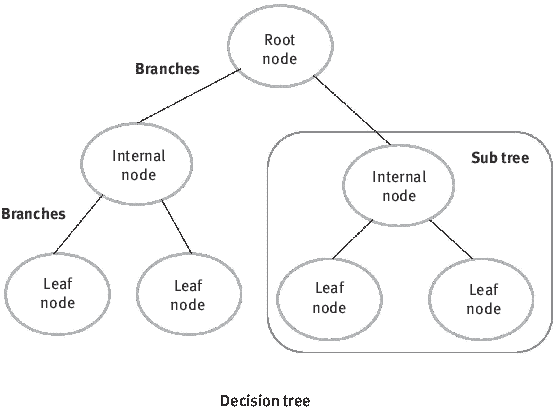 Root
node
Branches
Internal
node
Sub tree
Internal
node
Branches
Leaf
node
Leaf
node
Leaf
node
Leaf
node
Decision tree